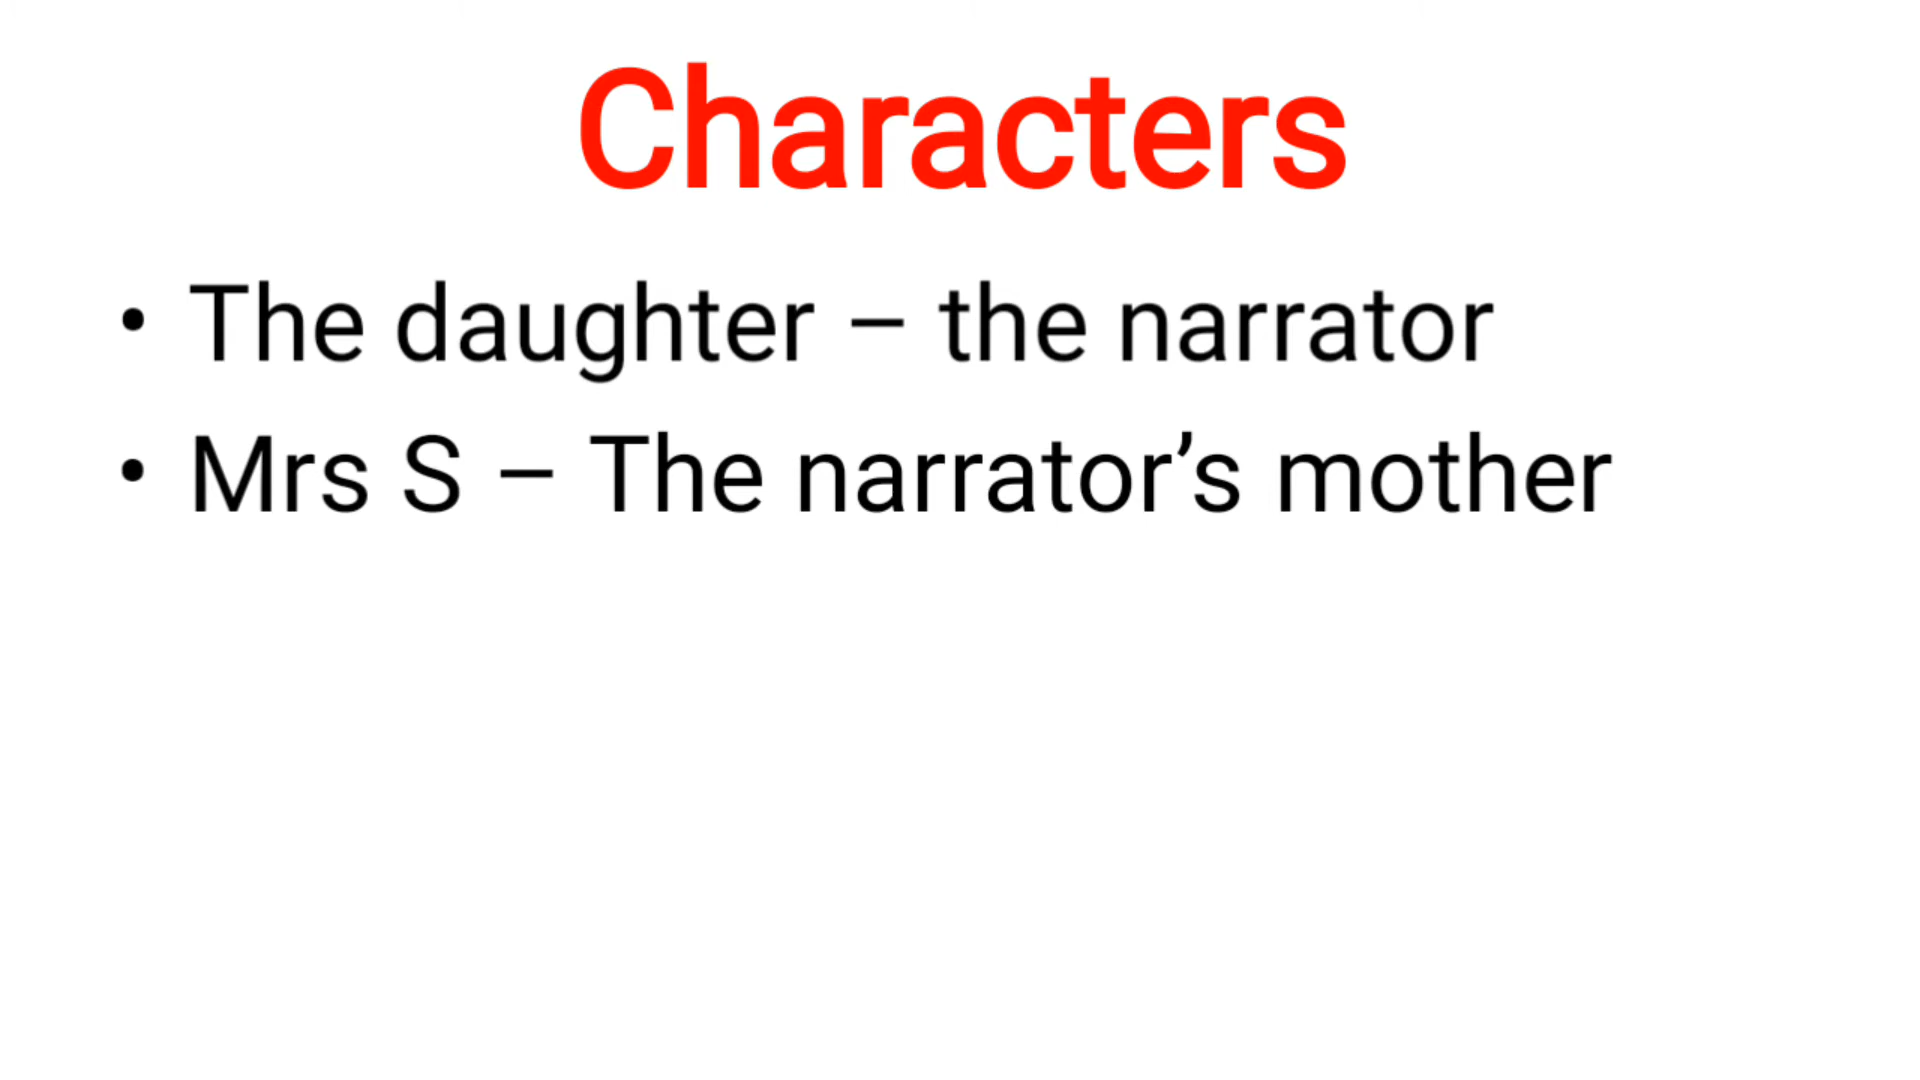 Characters
• The daughter – the narrator
• Mrs S – The narrator’s mother